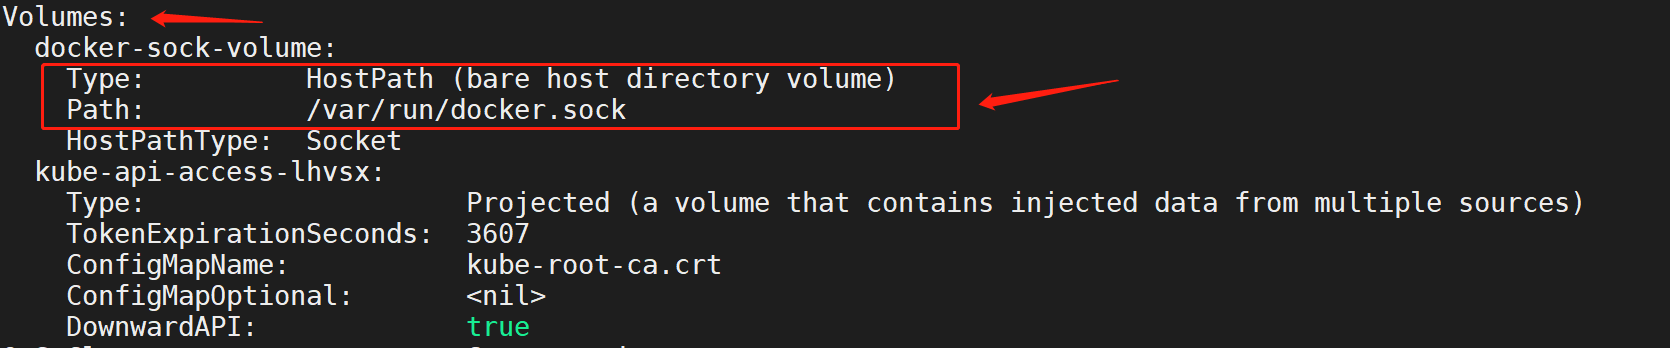 Volumes:
docker-sock-volume:
Type: HostPath (bare host directory volume)
Path: /var/run/docker.sock
HostPathType: Socket
kube-api-access-lhvsx:
Type: Projected (a volume that contains injected data from multiple sources)
TokenExpirationSeconds: 3607
ConfigMapName: kube-root-ca.crt
ConfigMapOptional: <nil>
DownwardAPI: true